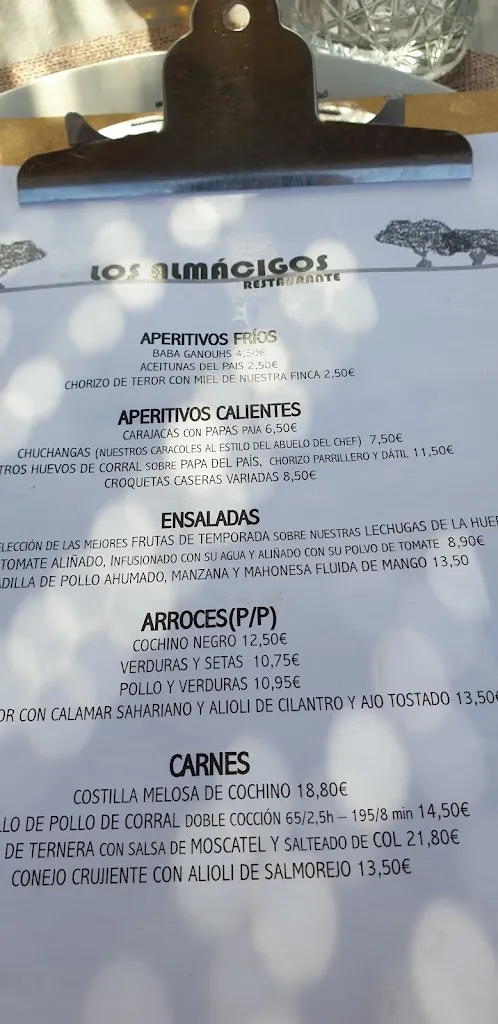 LOS ALMÁCIGOS
RESTAURANTE
APERITIVOS FRÍOS
BABA GANOUHS 4,50€
ACEITUNAS DEL PAIS 2,50€
CHORIZO DE TEROR CON MIEL DE NUESTRA FINCA 2,50€
APERITIVOS CALIENTES
CARAJACAS CON PAPAS PAJA 6,50€
CHUCHANGAS (NUESTROS CARACOLES AL ESTILO DEL ABUELO DEL CHEF) 7,50€
TROS HUEVOS DE CORRAL SOBRE PAPA DEL PAÍS, CHORIZO PARRILLERO Y DÁTIL 11,50€
CROQUETAS CASERAS VARIADAS 8,50€
ENSALADAS
ELECCIÓN DE LAS MEJORES FRUTAS DE TEMPORADA SOBRE NUESTRAS LECHUGAS DE LA HUER
TOMATE ALIÑADO, INFUSIONADO CON SU AGUA Y ALIÑADO CON SU POLVO DE TOMATE 8,90€
ADILLA DE POLLO AHUMADO, MANZANA Y MAHONESA FLUIDA DE MANGO 13,50
ARROCES(P/P)
COCHINO NEGRO 12,50€
VERDURAS Y SETAS 10,75€
POLLO Y VERDURAS 10,95€
OR CON CALAMAR SAHARIANO Y ALIOLI DE CILANTRO Y AJO TOSTADO 13,50€
CARNES
COSTILLA MELOSA DE COCHINO 18,80€
LLO DE POLLO DE CORRAL DOBLE COCCIÓN 65/2,5h – 195/8 min 14,50€
DE TERNERA CON SALSA DE MOSCATEL Y SALTEADO DE COL 21,80€
CONEJO CRUJIENTE CON ALIOLI DE SALMOREJO 13,50€